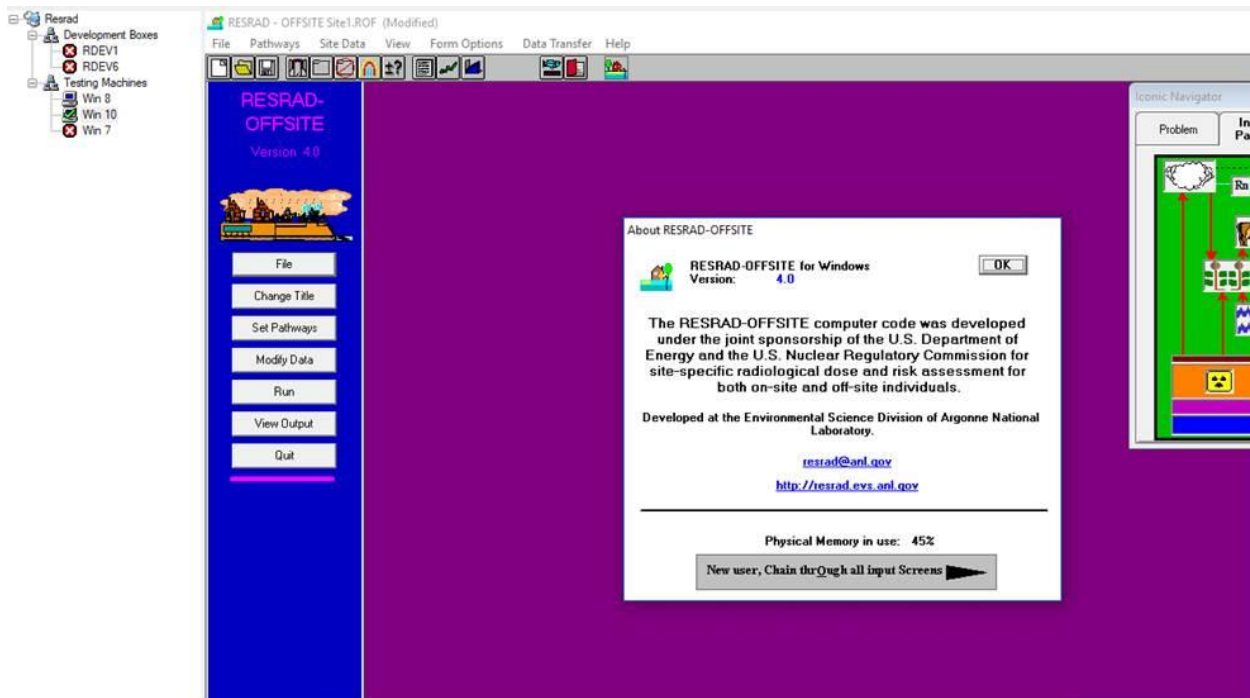 Resrad
Development Boxes
RDEV1
RDEV6
Testing Machines
Win 8
Win 10
Win 7
RESRAD - OFFSITE Site1.ROF (Modified)
File Pathways Site Data View Form Options Data Transfer Help
±?
RESRAD-
OFFSITE
Version 4.0
File
Change Title
Set Pathways
Modify Data
Run
View Output
Quit
About RESRAD-OFFSITE
RESRAD-OFFSITE for Windows
Version: 4.0
OK
The RESRAD-OFFSITE computer code was developed
under the joint sponsorship of the U.S. Department of
Energy and the U.S. Nuclear Regulatory Commission for
site-specific radiological dose and risk assessment for
both on-site and off-site individuals.
Developed at the Environmental Science Division of Argonne National
Laboratory.
resrad@anl.gov
http://resrad.evs.anl.gov
Physical Memory in use: 45%
New user, Chain thrOugh all input Screens
Iconic Navigator
Problem
In
Pa
Rn